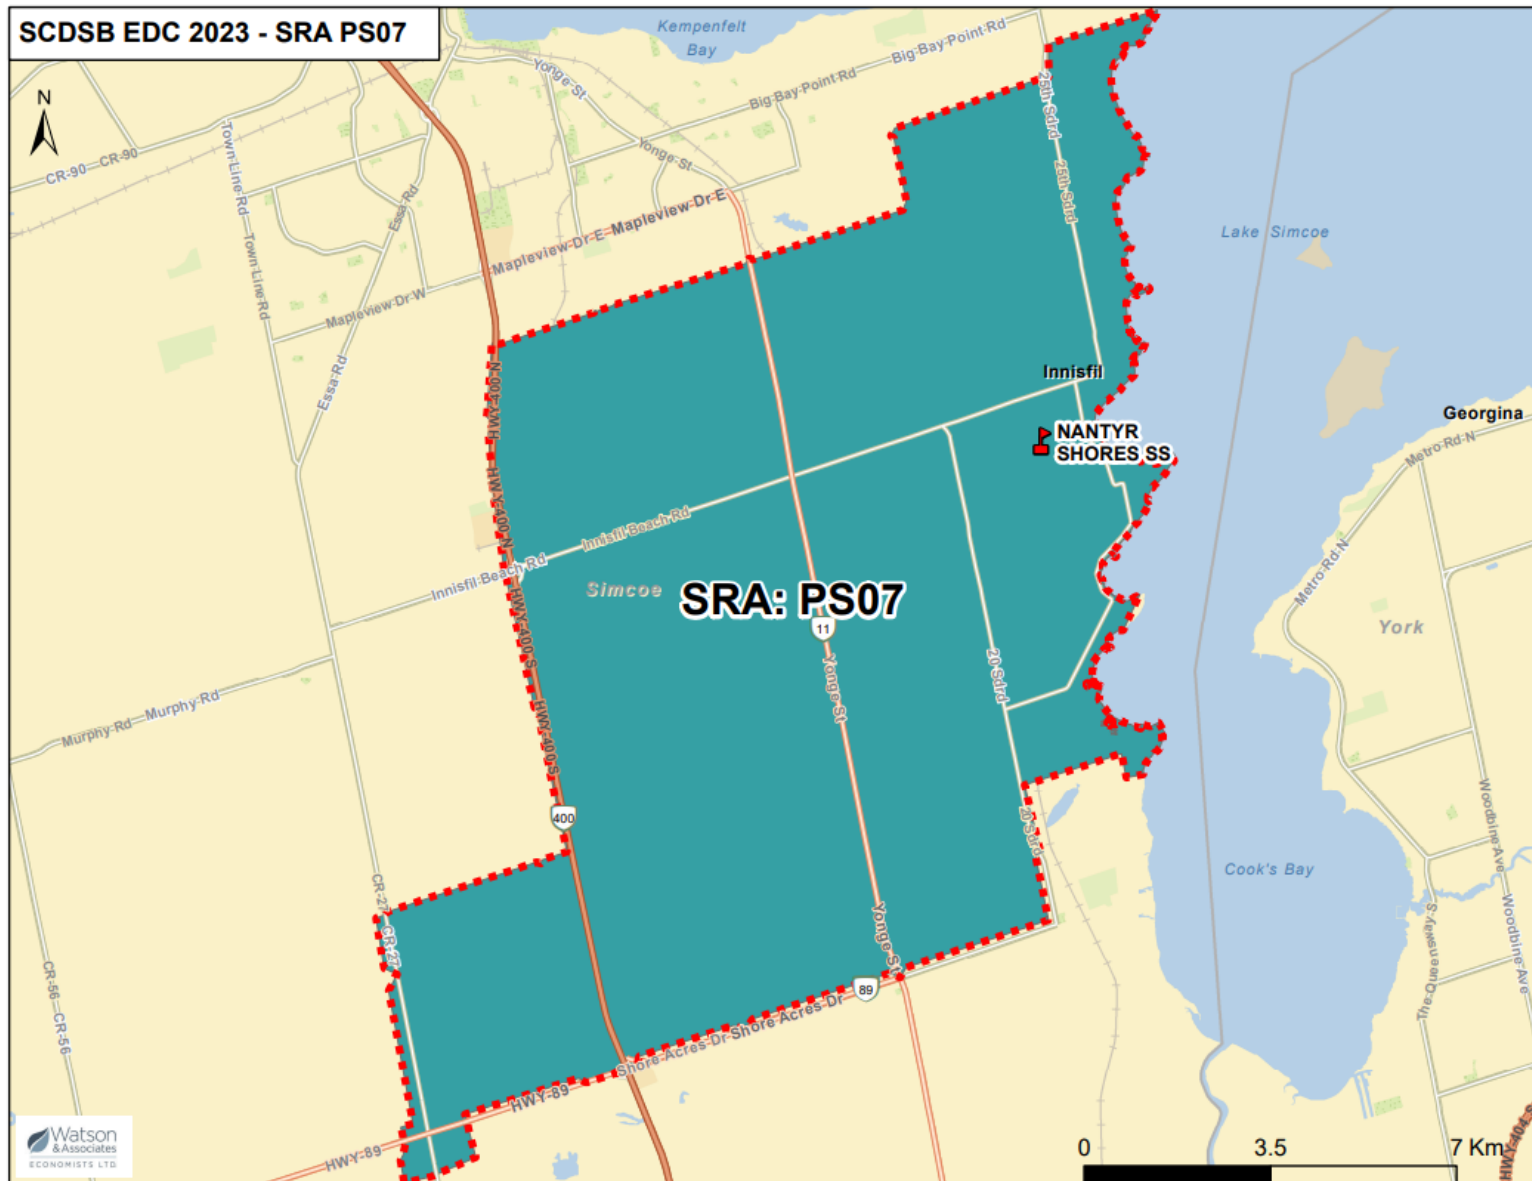 SCDSB EDC 2023 - SRA PS07
Kempenfelt
Bay
Big Bay Point Rd
Big Bay Point Rd
Yonge St
Yonge St
N
CR-90
CR-90
Town Line Rd
Town Line Rd
Essa Rd
Essa Rd
25th Sdrd
25th Sdrd
Mapleview Dr E
Mapleview Dr E
Mapleview Dr W
Lake Simcoe
HWY-400 N
HWY-400 N
Innisfil
NANTYR
SHORES SS
Georgina
Metro Rd N
Metro Rd N
Innisfil Beach Rd
Innisfil Beach Rd
Simcoe
SRA: PS07
11
York
HWY-400 S
HWY-400 S
Yonge St
Yonge St
20 Sdrd
20 Sdrd
Murphy Rd
Murphy Rd
400
Cook's Bay
Woodbine Ave
Woodbine Ave
The Queensway S
CR-27
CR-27
CR-56
CR-56
89
Shore Acres Dr
Shore Acres Dr
HWY-89
HWY-89
HWY-404 S
Watson
& Associates
ECONOMISTS LTD.
0
3.5
7 Km